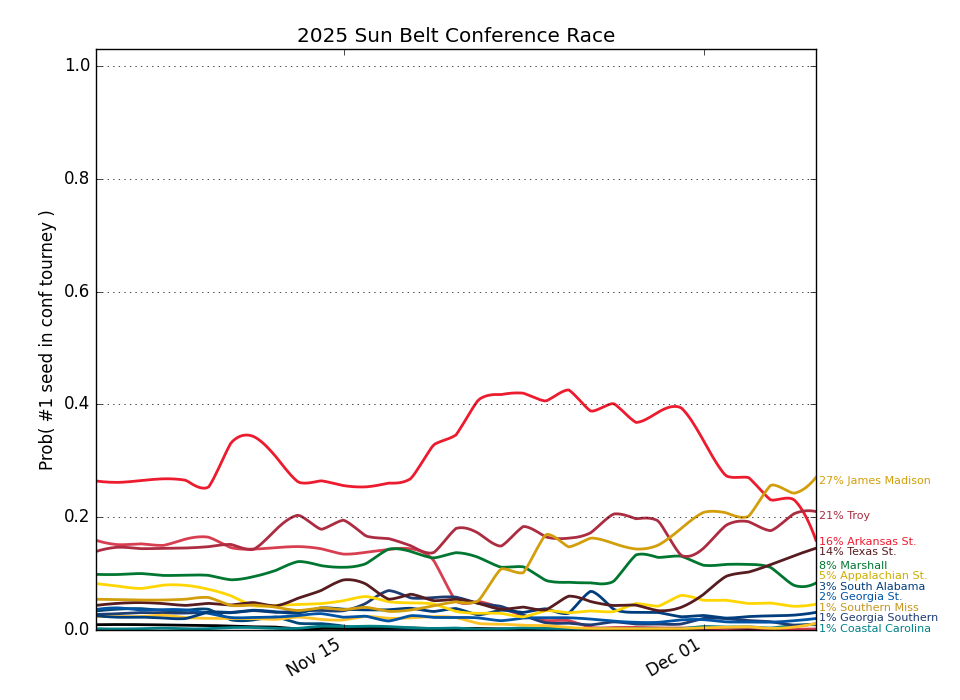 2025 Sun Belt Conference Race
Prob( #1 seed in conf tourney )
1.0
0.8
0.6
0.4
0.2
0.0
Nov 15
Dec 01
27% James Madison
21% Troy
16% Arkansas St.
14% Texas St.
8% Marshall
5% Appalachian St.
3% South Alabama
2% Georgia St.
1% Southern Miss
1% Georgia Southern
1% Coastal Carolina